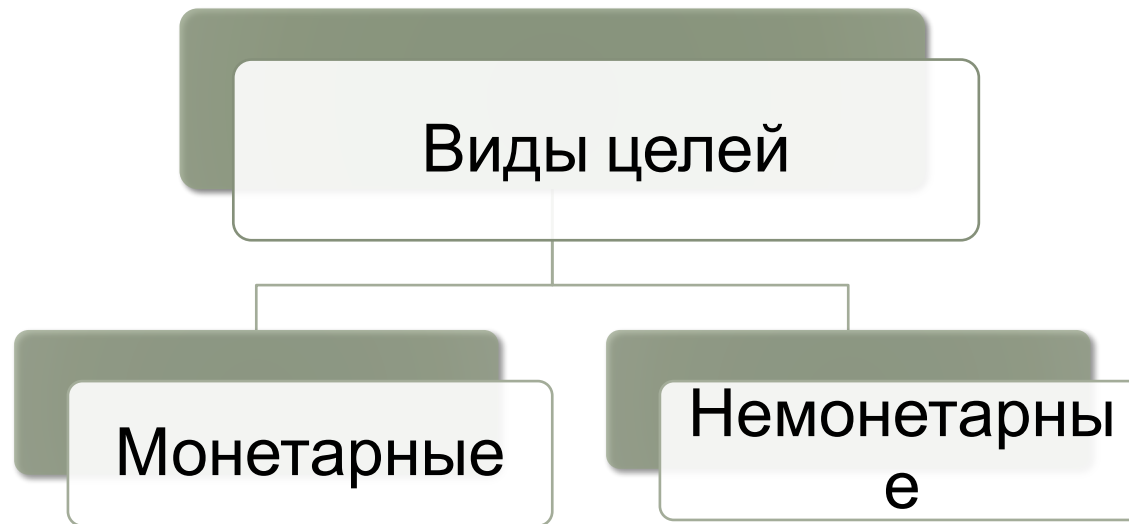 Виды целей
Монетарные
Немонетарны
е